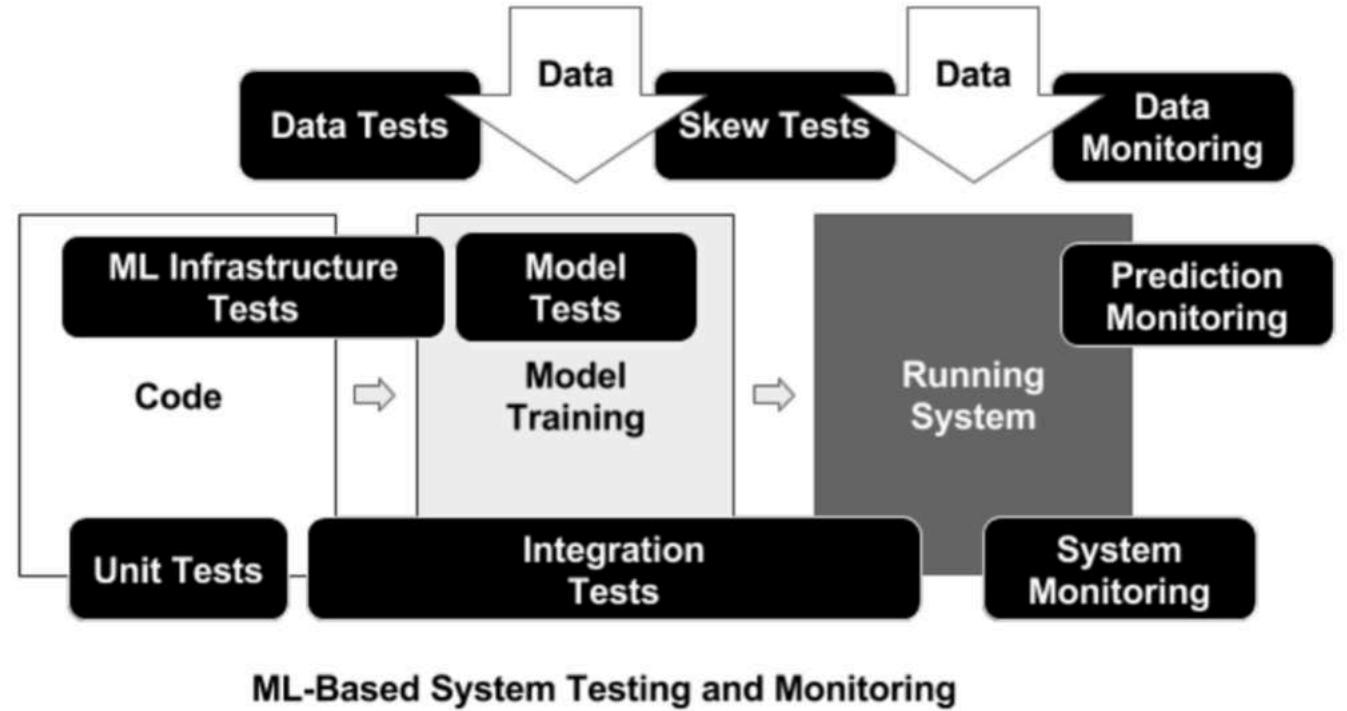 Data
Data
Data Tests
Skew Tests
Data
Monitoring
ML Infrastructure
Tests
Model
Tests
Prediction
Monitoring
Code
Model
Training
Running
System
Unit Tests
Integration
Tests
System
Monitoring
ML-Based System Testing and Monitoring